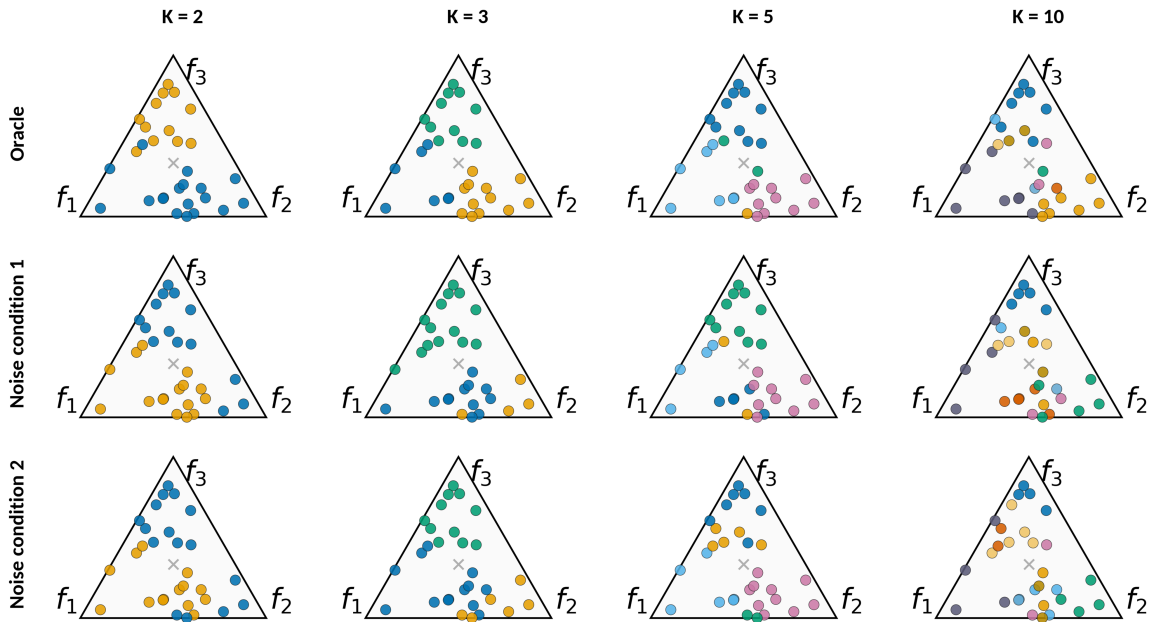 K = 2 K = 3 K = 5 K = 10
Oracle
f3 f3 f3 f3
f1 f2 f1 f2 f1 f2 f1 f2
Noise condition 1
f3 f3 f3 f3
f1 f2 f1 f2 f1 f2 f1 f2
Noise condition 2
f3 f3 f3 f3
f1 f2 f1 f2 f1 f2 f1 f2